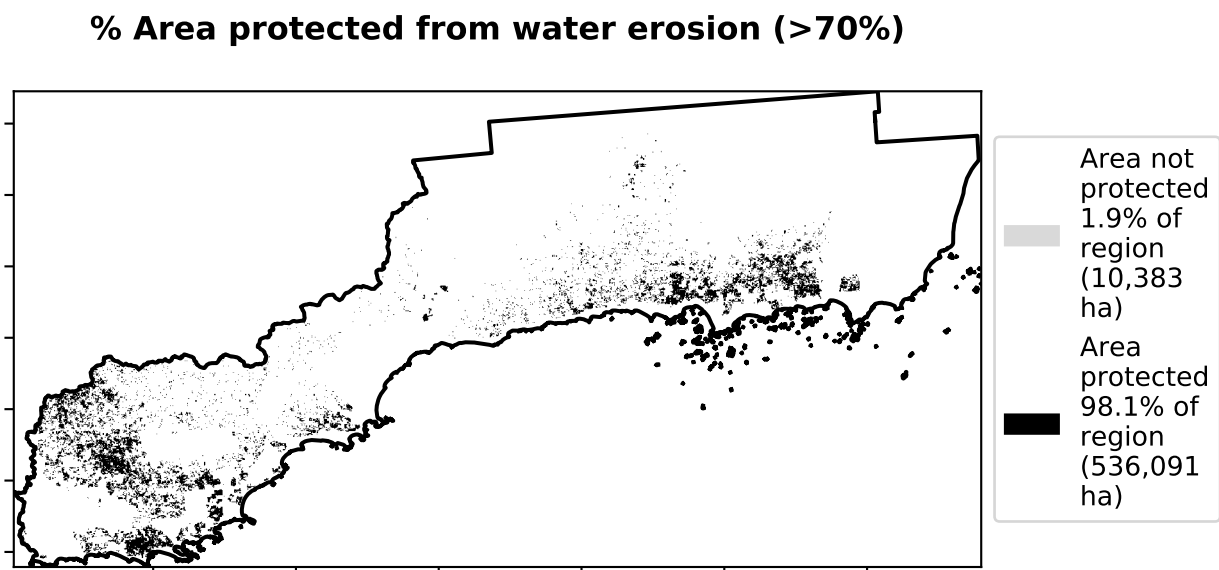 % Area protected from water erosion (>70%)
Area not
protected
1.9% of
region
(10,383
ha)
Area
protected
98.1% of
region
(536,091
ha)